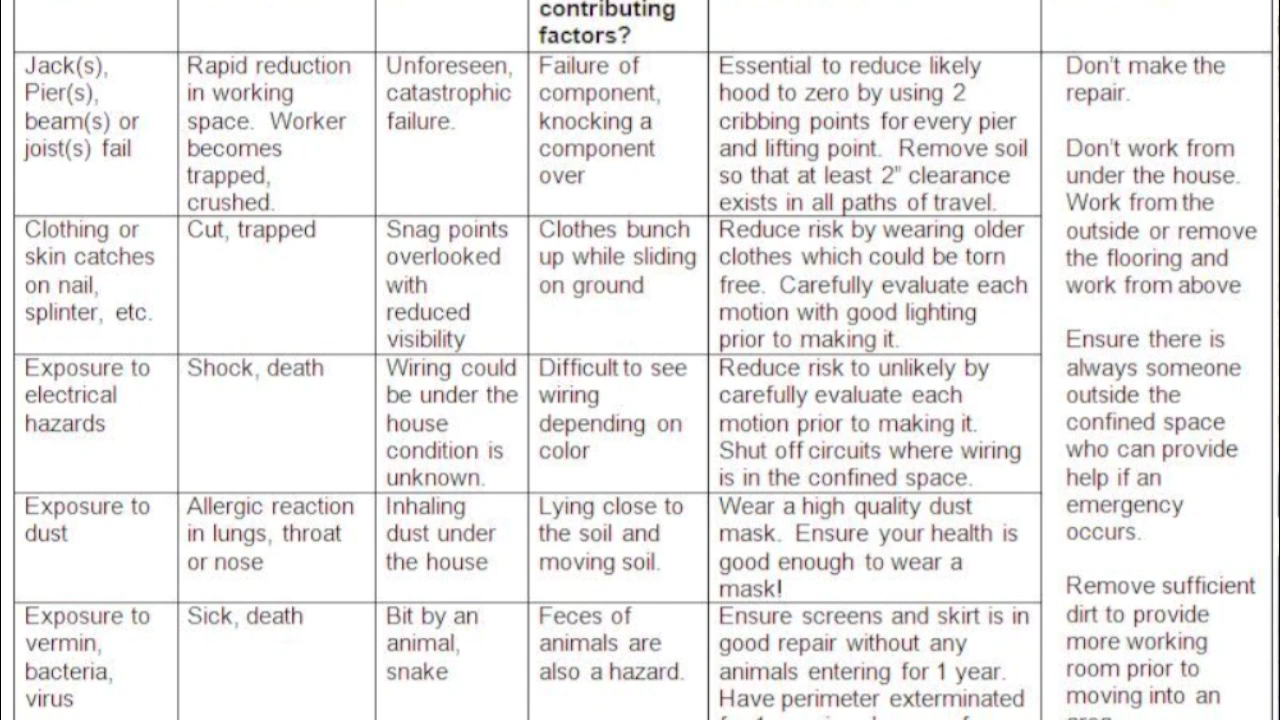 contributing
factors?
Jack(s),
Pier(s),
beam(s) or
joist(s) fail
Rapid reduction
in working
space. Worker
becomes
trapped,
crushed.
Unforeseen,
catastrophic
failure.
Failure of
component,
knocking a
component
over
Essential to reduce likely
hood to zero by using 2
cribbing points for every pier
and lifting point. Remove soil
so that at least 2" clearance
exists in all paths of travel.
Clothing or
skin catches
on nail,
splinter, etc.
Cut, trapped
Snag points
overlooked
with
reduced
visibility
Clothes bunch
up while sliding
on ground
Reduce risk by wearing older
clothes which could be torn
free. Carefully evaluate each
motion with good lighting
prior to making it.
Exposure to
electrical
hazards
Shock, death
Wiring could
be under the
house
condition is
unknown.
Difficult to see
wiring
depending on
color
Reduce risk to unlikely by
carefully evaluate each
motion prior to making it.
Shut off circuits where wiring
is in the confined space.
Exposure to
dust
Allergic reaction
in lungs, throat
or nose
Inhaling
dust under
the house
Lying close to
the soil and
moving soil.
Wear a high quality dust
mask. Ensure your health is
good enough to wear a
mask!
Exposure to
vermin,
bacteria,
virus
Sick, death
Bit by an
animal,
snake
Feces of
animals are
also a hazard.
Ensure screens and skirt is in
good repair without any
animals entering for 1 year.
Have perimeter exterminated
Don't make the
repair.
Don't work from
under the house.
Work from the
outside or remove
the flooring and
work from above
Ensure there is
always someone
outside the
confined space
who can provide
help if an
emergency
occurs.
Remove sufficient
dirt to provide
more working
room prior to
moving into an